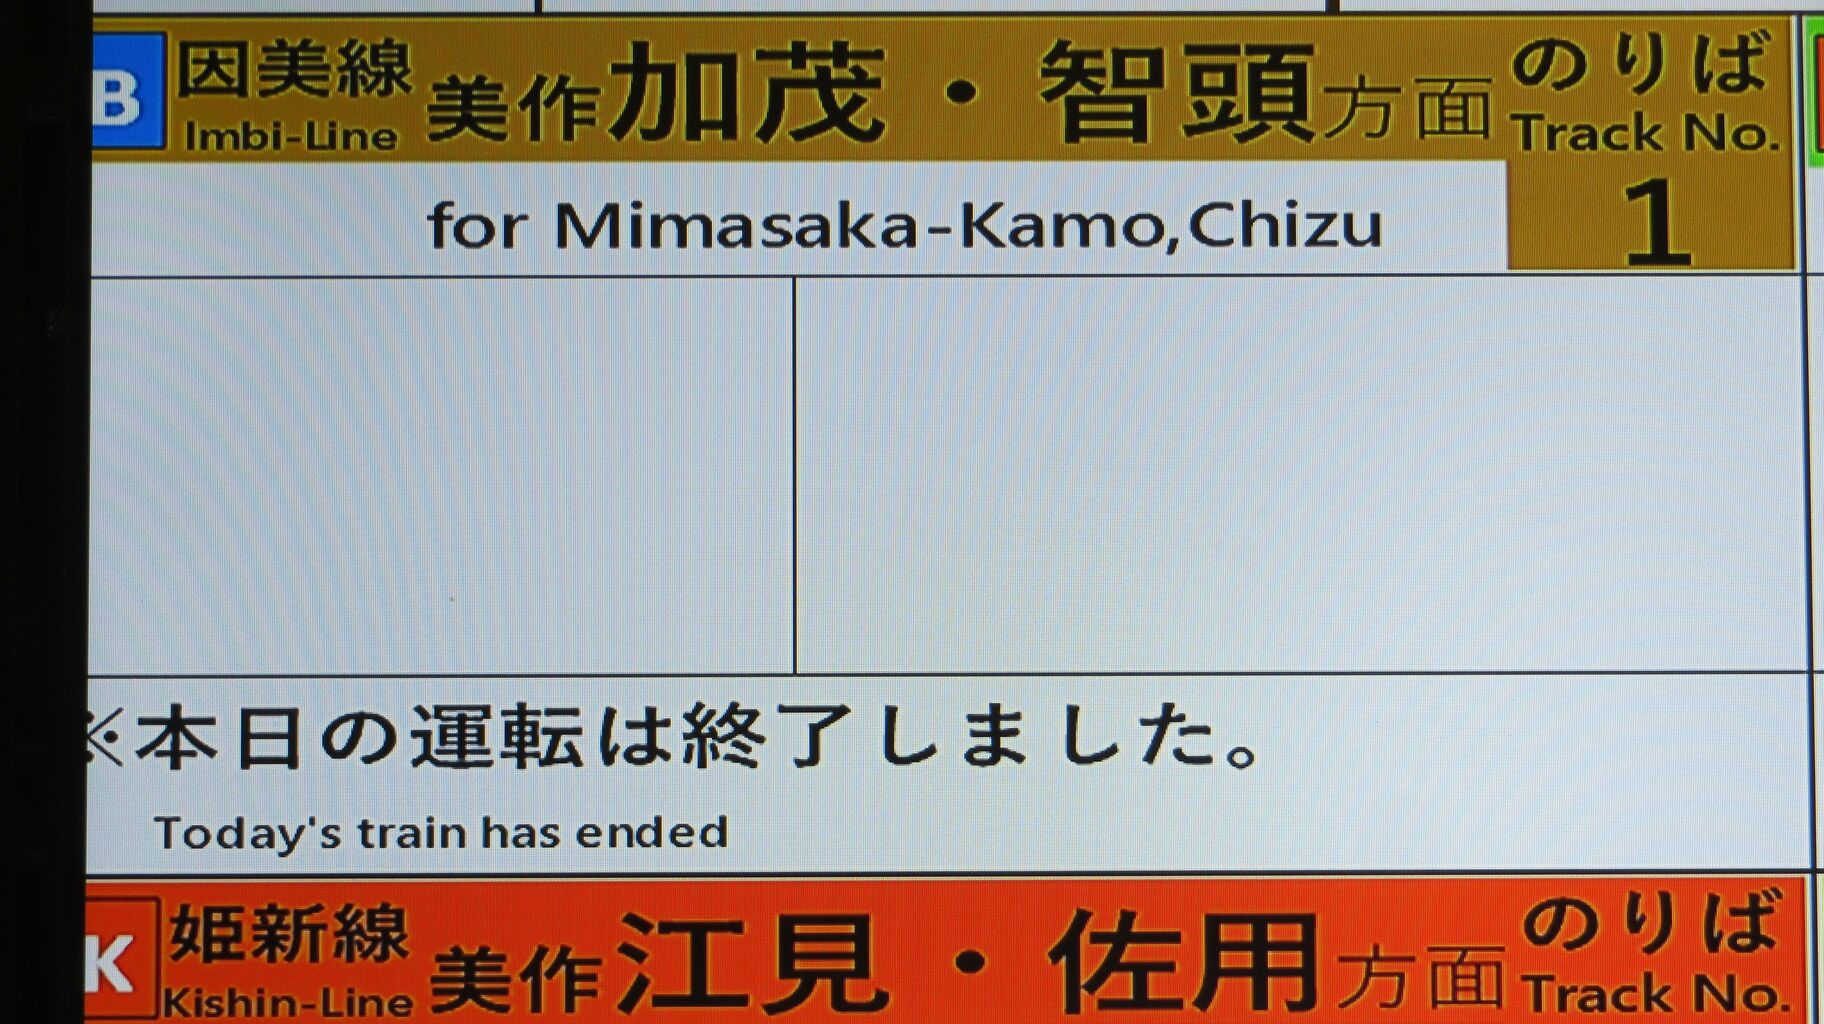 B 因美線 美作加茂・智頭方面 のりば
Imbi-Line Track No.
for Mimasaka-Kamo,Chizu 1
※本日の運転は終了しました。
Today's train has ended
K 姫新線 美作江見・佐用方面 のりば
Kishin-Line Track No.